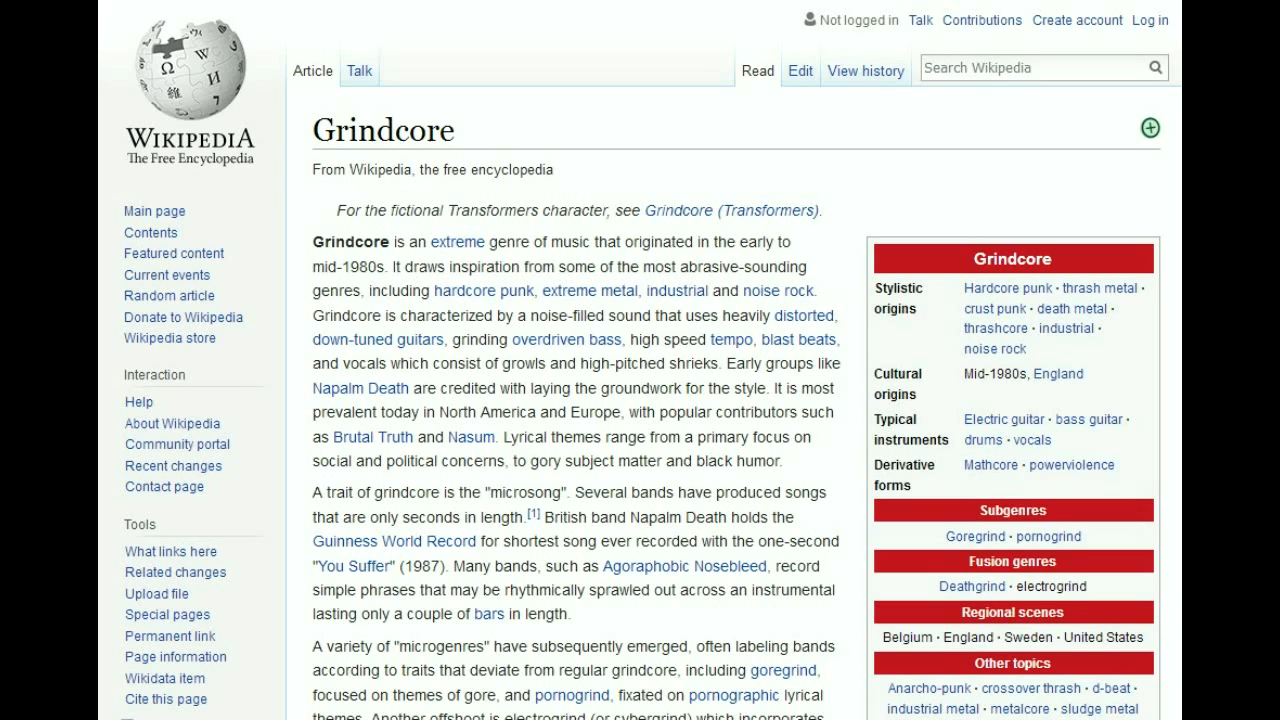 Not logged in Talk Contributions Create account Log in
Article Talk Read Edit View history Search Wikipedia
WIKIPEDIA
The Free Encyclopedia
Main page
Contents
Featured content
Current events
Random article
Donate to Wikipedia
Wikipedia store
Interaction
Help
About Wikipedia
Community portal
Recent changes
Contact page
Tools
What links here
Related changes
Upload file
Special pages
Permanent link
Page information
Wikidata item
Cite this page
Grindcore
From Wikipedia, the free encyclopedia
For the fictional Transformers character, see Grindcore (Transformers).
Grindcore is an extreme genre of music that originated in the early to
mid-1980s. It draws inspiration from some of the most abrasive-sounding
genres, including hardcore punk, extreme metal, industrial and noise rock.
Grindcore is characterized by a noise-filled sound that uses heavily distorted,
down-tuned guitars, grinding overdriven bass, high speed tempo, blast beats,
and vocals which consist of growls and high-pitched shrieks. Early groups like
Napalm Death are credited with laying the groundwork for the style. It is most
prevalent today in North America and Europe, with popular contributors such
as Brutal Truth and Nasum. Lyrical themes range from a primary focus on
social and political concerns, to gory subject matter and black humor.
A trait of grindcore is the "microsong". Several bands have produced songs
that are only seconds in length.[1] British band Napalm Death holds the
Guinness World Record for shortest song ever recorded with the one-second
"You Suffer" (1987). Many bands, such as Agoraphobic Nosebleed, record
simple phrases that may be rhythmically sprawled out across an instrumental
lasting only a couple of bars in length.
A variety of "microgenres" have subsequently emerged, often labeling bands
according to traits that deviate from regular grindcore, including goregrind,
focused on themes of gore, and pornogrind, fixated on pornographic lyrical
themes. Another offshoot is electrogrind (or cybergrind) which incorporates
Grindcore
Stylistic origins
Hardcore punk · thrash metal ·
crust punk · death metal ·
thrashcore · industrial ·
noise rock
Cultural origins
Mid-1980s, England
Typical instruments
Electric guitar · bass guitar ·
drums · vocals
Derivative forms
Mathcore · powerviolence
Subgenres
Goregrind · pornogrind
Fusion genres
Deathgrind · electrogrind
Regional scenes
Belgium · England · Sweden · United States
Other topics
Anarcho-punk · crossover thrash · d-beat ·
industrial metal · metalcore · sludge metal